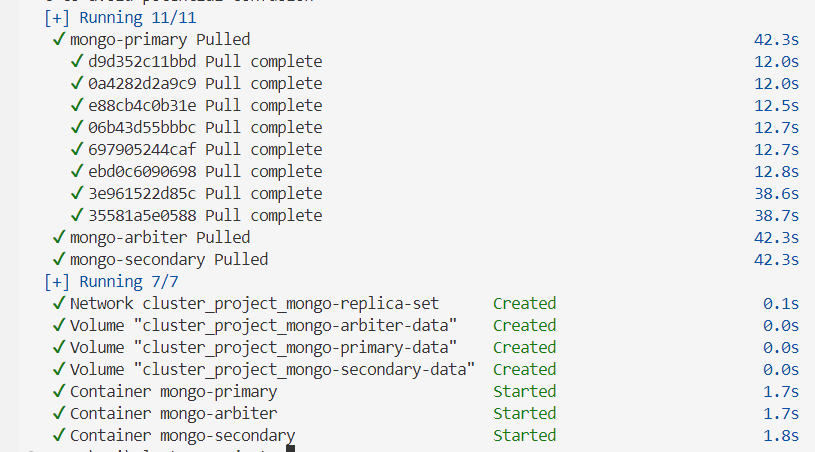 [+] Running 11/11
✓ mongo-primary Pulled 42.3s
✓ d9d352c11bbd Pull complete 12.0s
✓ 0a4282d2a9c9 Pull complete 12.0s
✓ e88cb4c0b31e Pull complete 12.5s
✓ 06b43d55bbbc Pull complete 12.7s
✓ 697905244caf Pull complete 12.7s
✓ ebd0c6090698 Pull complete 12.8s
✓ 3e961522d85c Pull complete 38.6s
✓ 35581a5e0588 Pull complete 38.7s
✓ mongo-arbiter Pulled 42.3s
✓ mongo-secondary Pulled 42.3s
[+] Running 7/7
✓ Network cluster_project_mongo-replica-set Created 0.1s
✓ Volume "cluster_project_mongo-arbiter-data" Created 0.0s
✓ Volume "cluster_project_mongo-primary-data" Created 0.0s
✓ Volume "cluster_project_mongo-secondary-data" Created 0.0s
✓ Container mongo-primary Started 1.7s
✓ Container mongo-arbiter Started 1.7s
✓ Container mongo-secondary Started 1.8s